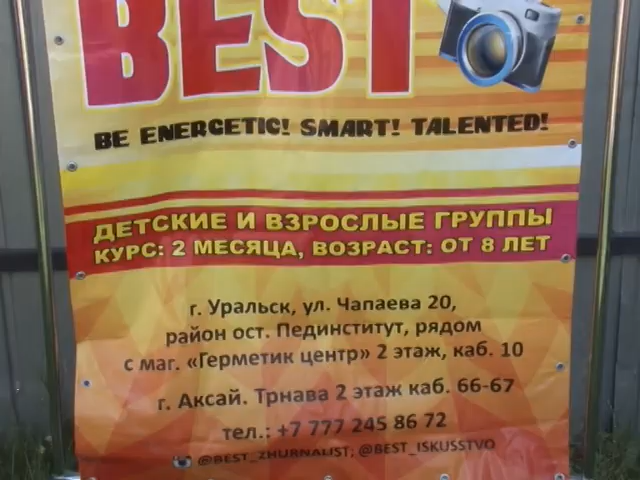 BEST
BE ENERGETIC! SMART! TALENTED!
ДЕТСКИЕ И ВЗРОСЛЫЕ ГРУППЫ
КУРС: 2 МЕСЯЦА, ВОЗРАСТ: ОТ 8 ЛЕТ
г. Уральск, ул. Чапаева 20,
район ост. Пединститут, рядом
с маг. «Герметик центр» 2 этаж, каб. 10
г. Аксай. Трнава 2 этаж каб. 66-67
тел.: +7 777 245 86 72
@BEST_ZHURNALIST; @BEST_ISKUSSTVO